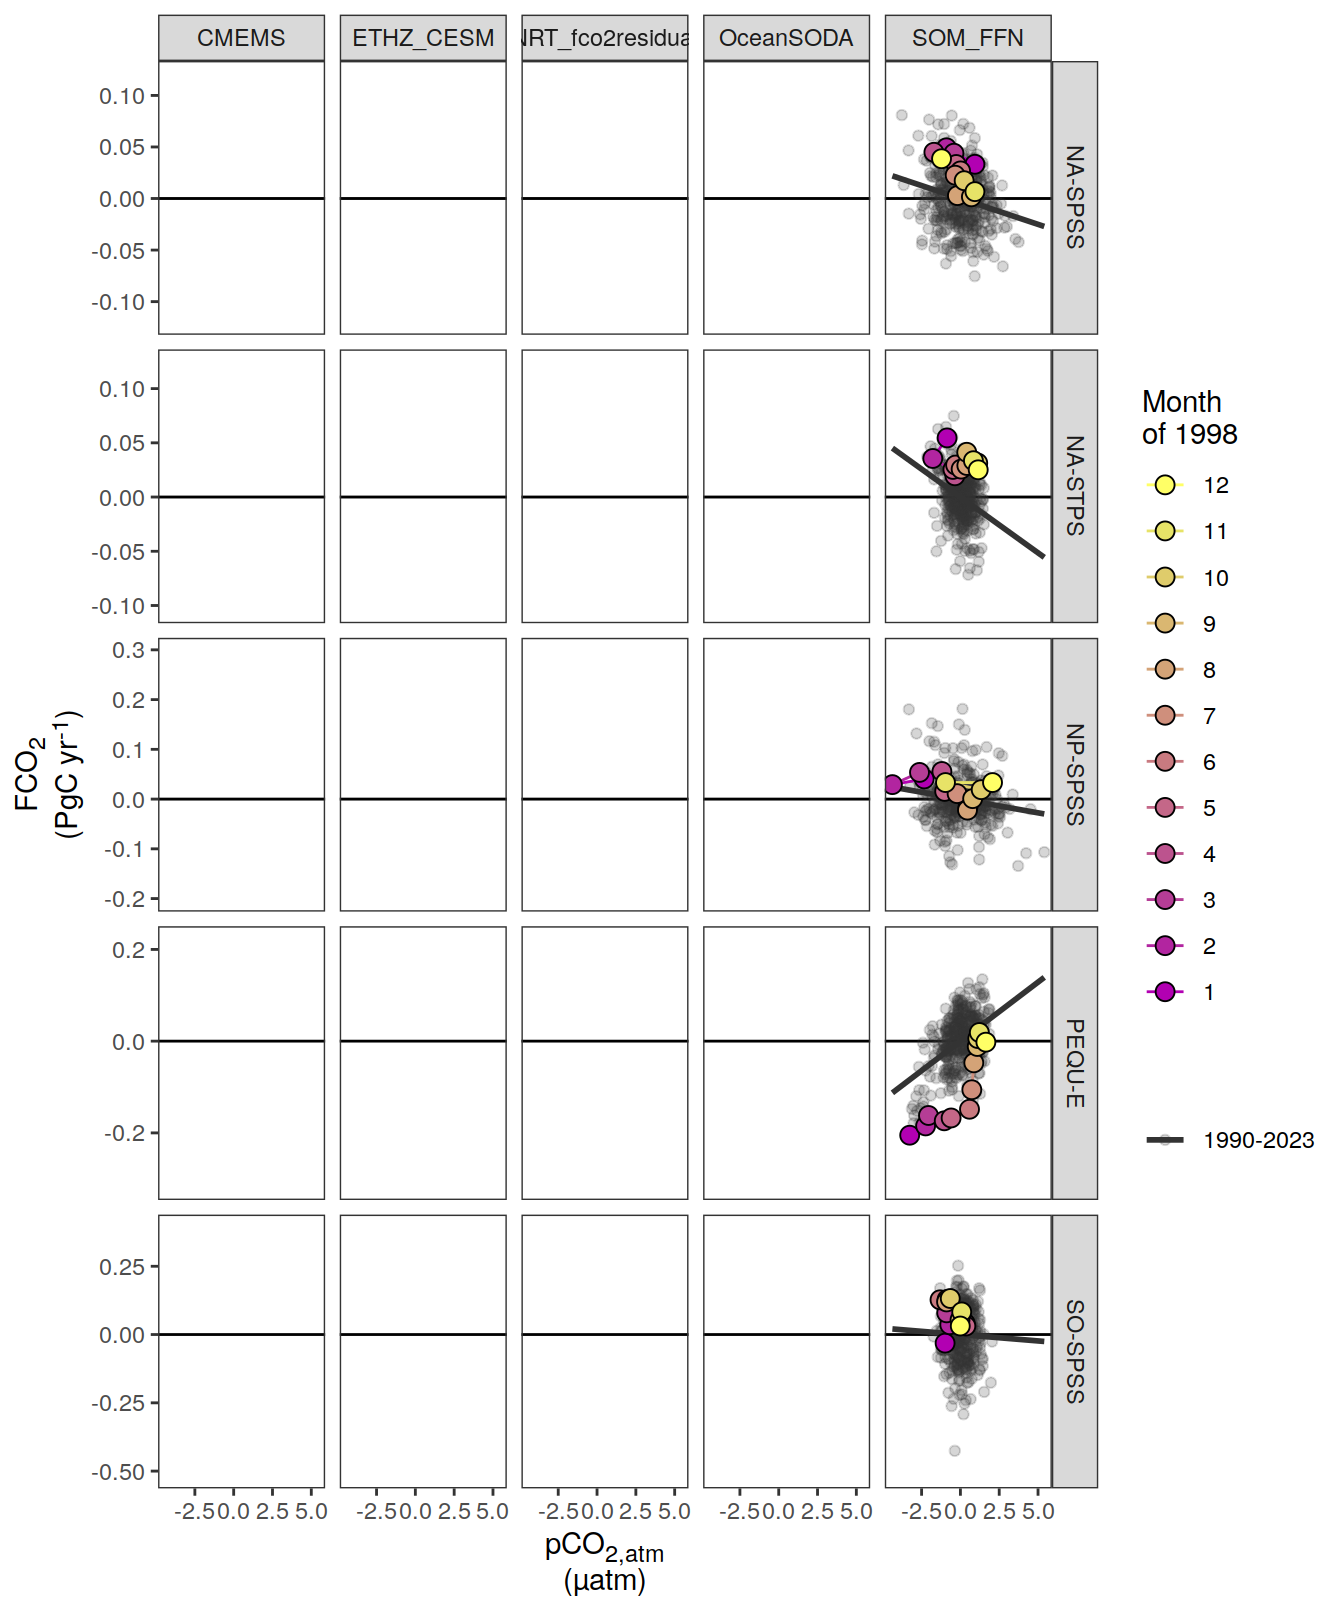 CMEMS ETHZ_CESM NRT_fco2residua OceanSODA SOM_FFN
0.10
0.05
0.00
-0.05
-0.10
NA-SPSS
0.10
0.05
0.00
-0.05
-0.10
NA-STPS
0.3
0.2
0.1
0.0
-0.1
-0.2
NP-SPSS
0.2
0.0
-0.2
PEQU-E
0.25
0.00
-0.25
-0.50
SO-SPSS
-2.5 0.0 2.5 5.0 -2.5 0.0 2.5 5.0 -2.5 0.0 2.5 5.0 -2.5 0.0 2.5 5.0 -2.5 0.0 2.5 5.0
pCO2,atm
(µatm)
FCO2
(PgC yr-1)
Month
of 1998
12
11
10
9
8
7
6
5
4
3
2
1
1990-2023